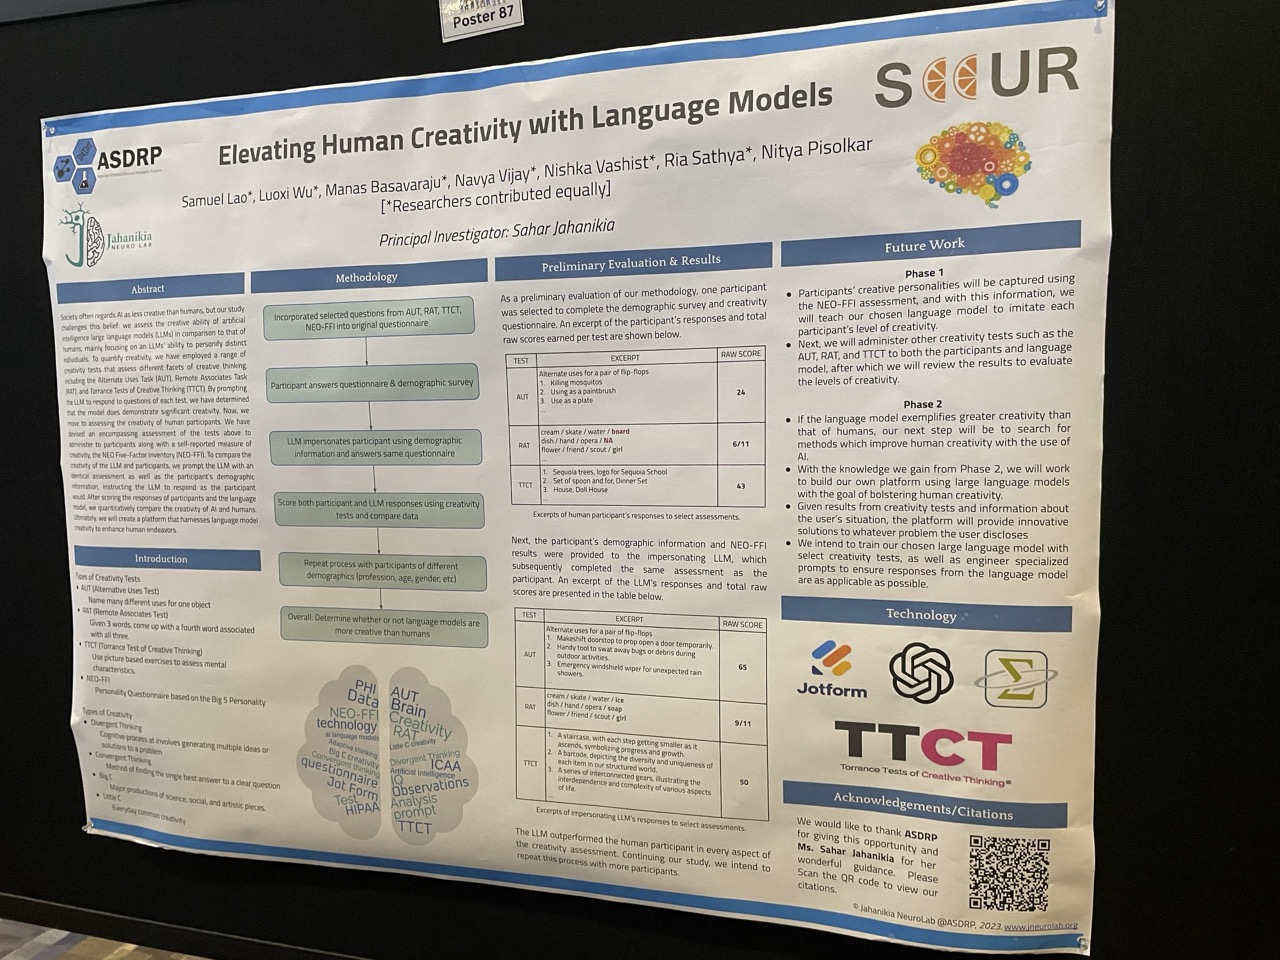 Poster 87
ASDRP
Jahanikia
NEURO LAB
Elevating Human Creativity with Language Models
Samuel Lao*, Luoxi Wu*, Manas Basavaraju*, Navya Vijay*, Nishka Vashist*, Ria Sathya*, Nitya Pisolkar
[*Researchers contributed equally]
Principal Investigator: Sahar Jahanikia
S UR
Abstract
Society often regards AI as less creative than humans, but our study
challenges this belief: we assess the creative ability of artificial
intelligence large language models (LLMs) in comparison to that of
humans, mainly focusing on an LLMs' ability to personify distinct
individuals. To quantify creativity, we have employed a range of
creativity tests that assess different facets of creative thinking,
including the Alternate Uses Task (AUT), Remote Associates Task
(RAT), and Torrance Tests of Creative Thinking (TTCT). By prompting
the LLM to respond to questions of each test, we have determined
that the model does demonstrate significant creativity. Now, we
move to assessing the creativity of human participants. We have
devised an encompassing assessment of the tests above to
administer to participants along with a self-reported measure of
creativity, the NEO Five-Factor Inventory (NEO-FFI). To compare the
creativity of the LLM and participants, we prompt the LLM with an
identical assessment as well as the participant's demographic
information, instructing the LLM to respond as the participant
would. After scoring the responses of participants and the language
model, we quantitatively compare the creativity of AI and humans.
Ultimately, we will create a platform that harnesses language model
creativity to enhance human endeavors.
Introduction
Types of Creativity Tests
• AUT (Alternative Uses Test)
Name many different uses for one object
• RAT (Remote Associates Test)
Given 3 words, come up with a fourth word associated
with all three.
• TTCT (Torrance Test of Creative Thinking)
Use picture based exercises to assess mental
characteristics.
• NEO-FFI
Personality Questionnaire based on the Big 5 Personality
Types of Creativity
• Divergent Thinking
Cognitive process at involves generating multiple ideas or
solutions to a problem
• Convergent Thinking
Method of finding the single best answer to a clear question
• Big C
Major productions of science, social, and artistic pieces.
• Little C
Everyday common creativity
Methodology
Incorporated selected questions from AUT, RAT, TTCT,
NEO-FFI into original questionnaire
Participant answers questionnaire & demographic survey
LLM impersonates participant using demographic
information and answers same questionnaire
Score both participant and LLM responses using creativity
tests and compare data
Repeat process with participants of different
demographics (profession, age, gender, etc)
Overall: Determine whether or not language models are
more creative than humans
PHI
Data
NEO-FFI
technology
ai language models
Adaptive thinking
Big C creativity
Convergent thinking
questionnaire
Jot Form
Test
HIPAA
AUT
Brain
Creativity
RAT
Little C creativity
Divergent Thinking
ICAA
Artificial Intelligence
IQ
Observations
Analysis
prompt
TTCT
Preliminary Evaluation & Results
As a preliminary evaluation of our methodology, one participant
was selected to complete the demographic survey and creativity
questionnaire. An excerpt of the participant's responses and total
raw scores earned per test are shown below.
TEST EXCERPT RAW SCORE
AUT
Alternate uses for a pair of flip-flops
1. Killing mosquitos
2. Using as a paintbrush
3. Use as a plate
...
24
RAT
cream / skate / water / board
dish / hand / opera / NA
flower / friend / scout / girl
...
6/11
TTCT
1. Sequoia trees, logo for Sequoia School
2. Set of spoon and for, Dinner Set
3. House, Doll House
...
43
Excerpts of human participant's responses to select assessments.
Next, the participant's demographic information and NEO-FFI
results were provided to the impersonating LLM, which
subsequently completed the same assessment as the
participant. An excerpt of the LLM's responses and total raw
scores are presented in the table below.
TEST EXCERPT RAW SCORE
AUT
Alternate uses for a pair of flip-flops
1. Makeshift doorstop to prop open a door temporarily.
2. Handy tool to swat away bugs or debris during
outdoor activities.
3. Emergency windshield wiper for unexpected rain
showers.
...
65
RAT
cream / skate / water / ice
dish / hand / opera / soap
flower / friend / scout / girl
...
9/11
TTCT
1. A staircase, with each step getting smaller as it
ascends, symbolizing progress and growth.
2. A barcode, depicting the diversity and uniqueness of
each item in our structured world.
3. A series of interconnected gears, illustrating the
interdependence and complexity of various aspects
of life.
...
50
Excerpts of impersonating LLM's responses to select assessments.
The LLM outperformed the human participant in every aspect of
the creativity assessment. Continuing our study, we intend to
repeat this process with more participants.
Future Work
Phase 1
• Participants' creative personalities will be captured using
the NEO-FFI assessment, and with this information, we
will teach our chosen language model to imitate each
participant's level of creativity.
• Next, we will administer other creativity tests such as the
AUT, RAT, and TTCT to both the participants and language
model, after which we will review the results to evaluate
the levels of creativity.
Phase 2
• If the language model exemplifies greater creativity than
that of humans, our next step will be to search for
methods which improve human creativity with the use of
AI.
• With the knowledge we gain from Phase 2, we will work
to build our own platform using large language models
with the goal of bolstering human creativity.
• Given results from creativity tests and information about
the user's situation, the platform will provide innovative
solutions to whatever problem the user discloses
• We intend to train our chosen large language model with
select creativity tests, as well as engineer specialized
prompts to ensure responses from the language model
are as applicable as possible.
Technology
Jotform
Σ
TTCT
Torrance Tests of Creative Thinking®
Acknowledgements/Citations
We would like to thank ASDRP
for giving this opportunity and
Ms. Sahar Jahanikia for her
wonderful guidance. Please
Scan the QR code to view our
citations.
© Jahanikia NeuroLab @ASDRP, 2023. www.jneurolab.org